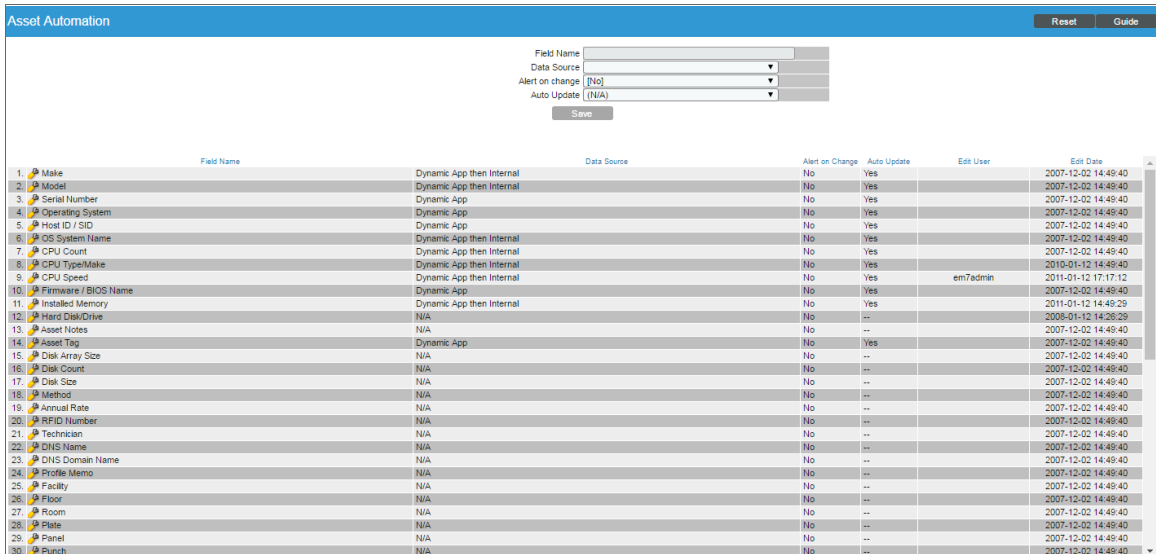 Asset Automation Reset Guide
Field Name
Data Source
Alert on change [No]
Auto Update (N/A)
Save
Field Name Data Source Alert on Change Auto Update Edit User Edit Date
1. Make Dynamic App then Internal No Yes 2007-12-02 14:49:40
2. Model Dynamic App then Internal No Yes 2007-12-02 14:49:40
3. Serial Number Dynamic App No Yes 2007-12-02 14:49:40
4. Operating System Dynamic App No Yes 2007-12-02 14:49:40
5. Host ID / SID Dynamic App No Yes 2007-12-02 14:49:40
6. OS System Name Dynamic App then Internal No Yes 2007-12-02 14:49:40
7. CPU Count Dynamic App then Internal No Yes 2007-12-02 14:49:40
8. CPU Type/Make Dynamic App then Internal No Yes 2010-01-12 14:49:40
9. CPU Speed Dynamic App then Internal No Yes em7admin 2011-01-12 17:17:12
10. Firmware / BIOS Name Dynamic App No Yes 2007-12-02 14:49:40
11. Installed Memory Dynamic App then Internal No Yes 2011-01-12 14:49:29
12. Hard Disk/Drive N/A No -- 2008-01-12 14:26:29
13. Asset Notes N/A No -- 2007-12-02 14:49:40
14. Asset Tag Dynamic App No Yes 2007-12-02 14:49:40
15. Disk Array Size N/A No -- 2007-12-02 14:49:40
16. Disk Count N/A No -- 2007-12-02 14:49:40
17. Disk Size N/A No -- 2007-12-02 14:49:40
18. Method N/A No -- 2007-12-02 14:49:40
19. Annual Rate N/A No -- 2007-12-02 14:49:40
20. RFID Number N/A No -- 2007-12-02 14:49:40
21. Technician N/A No -- 2007-12-02 14:49:40
22. DNS Name N/A No -- 2007-12-02 14:49:40
23. DNS Domain Name N/A No -- 2007-12-02 14:49:40
24. Profile Memo N/A No -- 2007-12-02 14:49:40
25. Facility N/A No -- 2007-12-02 14:49:40
26. Floor N/A No -- 2007-12-02 14:49:40
27. Room N/A No -- 2007-12-02 14:49:40
28. Plate N/A No -- 2007-12-02 14:49:40
29. Panel N/A No -- 2007-12-02 14:49:40
30. Punch N/A No -- 2007-12-02 14:49:40